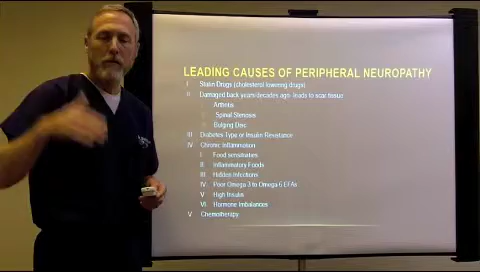 LEADING CAUSES OF PERIPHERAL NEUROPATHY
I Statin Drugs (cholesterol lowering drugs)
II Damaged back years/decades ago- leads to scar tissue
Arthritis
Spinal Stenosis
Bulging Disc
III Diabetes Type or Insulin Resistance
IV Chronic Inflammation
I Food sensitivities
II Inflammatory Foods
III Hidden Infections
IV Poor Omega 3 to Omega 6 EFAs
V High Insulin
VI Hormone Imbalances
V Chemotherapy